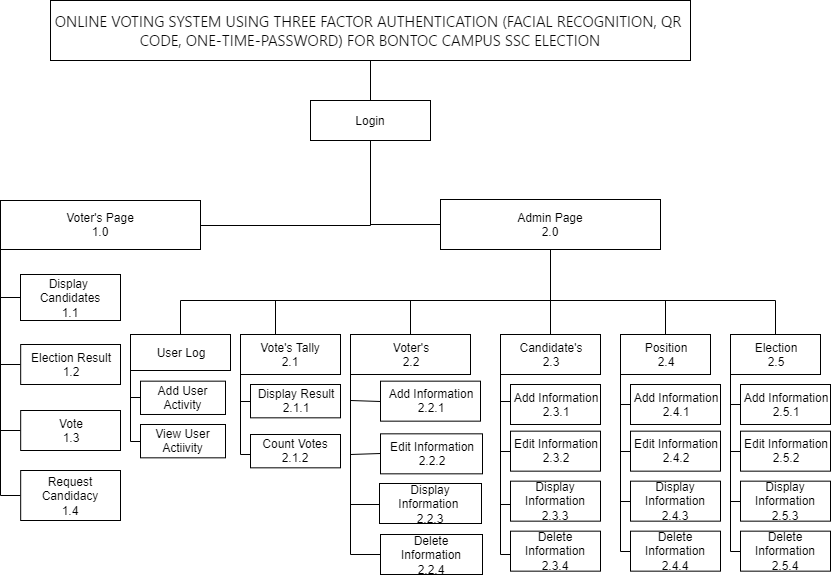 ONLINE VOTING SYSTEM USING THREE FACTOR AUTHENTICATION (FACIAL RECOGNITION, QR
CODE, ONE-TIME-PASSWORD) FOR BONTOC CAMPUS SSC ELECTION
Login
Voter's Page
1.0
Admin Page
2.0
Display
Candidates
1.1
Election Result
1.2
Vote
1.3
Request
Candidacy
1.4
User Log
Add User
Activity
View User
Actiivity
Vote's Tally
2.1
Display Result
2.1.1
Count Votes
2.1.2
Voter's
2.2
Add Information
2.2.1
Edit Information
2.2.2
Display
Information
2.2.3
Delete
Information
2.2.4
Candidate's
2.3
Add Information
2.3.1
Edit Information
2.3.2
Display
Information
2.3.3
Delete
Information
2.3.4
Position
2.4
Add Information
2.4.1
Edit Information
2.4.2
Display
Information
2.4.3
Delete
Information
2.4.4
Election
2.5
Add Information
2.5.1
Edit Information
2.5.2
Display
Information
2.5.3
Delete
Information
2.5.4